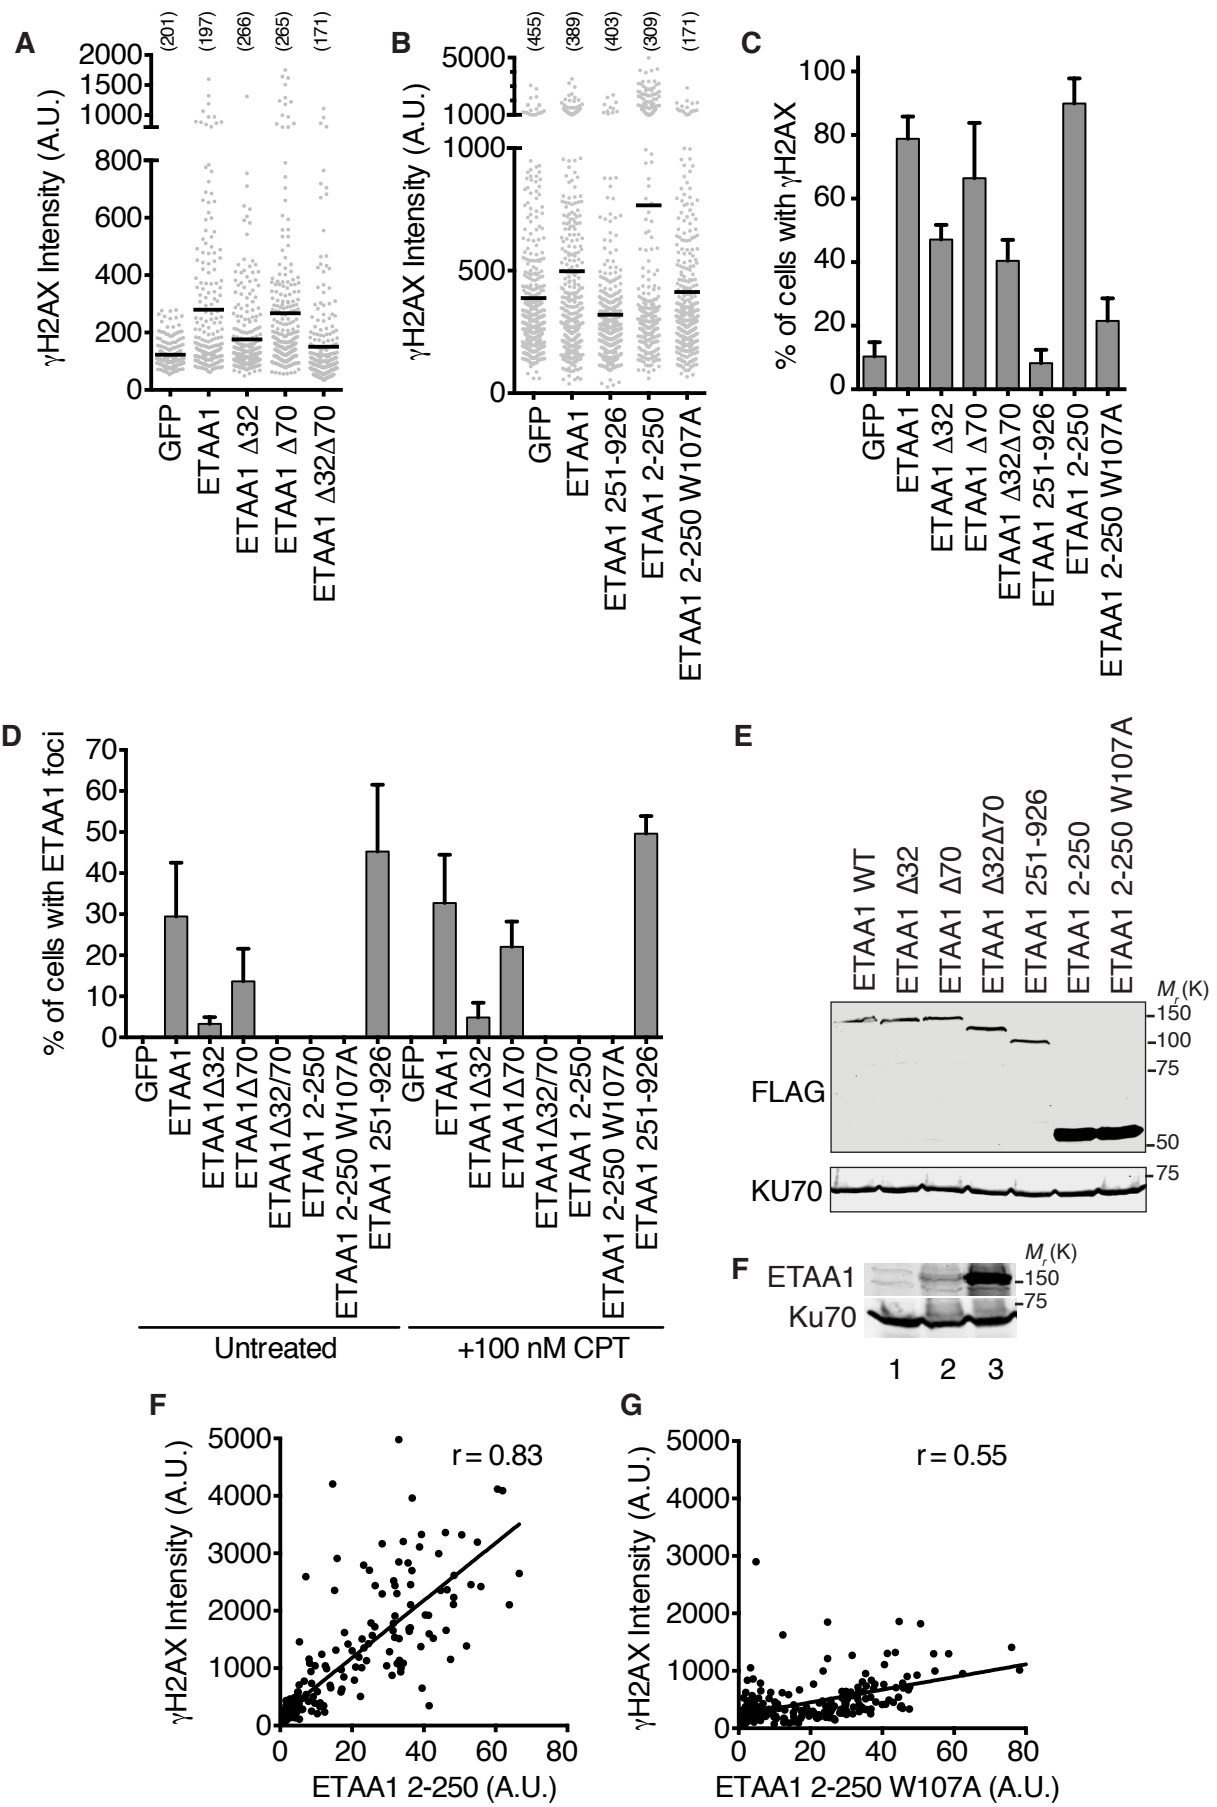 A
(201)
(197)
(266)
(265)
(171)
γH2AX Intensity (A.U.)
2000
1500
1000
800
600
400
200
0
GFP
ETAA1
ETAA1 Δ32
ETAA1 Δ70
ETAA1 Δ32Δ70
B
(455)
(389)
(403)
(309)
(171)
γH2AX Intensity (A.U.)
5000
1000
1000
500
0
GFP
ETAA1
ETAA1 251-926
ETAA1 2-250
ETAA1 2-250 W107A
C
% of cells with γH2AX
100
80
60
40
20
0
GFP
ETAA1
ETAA1 Δ32
ETAA1 Δ70
ETAA1 Δ32Δ70
ETAA1 251-926
ETAA1 2-250
ETAA1 2-250 W107A
D
% of cells with ETAA1 foci
70
60
50
40
30
20
10
0
GFP
ETAA1
ETAA1Δ32
ETAA1Δ70
ETAA1Δ32/70
ETAA1 2-250
ETAA1 2-250 W107A
ETAA1 251-926
GFP
ETAA1
ETAA1Δ32
ETAA1Δ70
ETAA1Δ32/70
ETAA1 2-250
ETAA1 2-250 W107A
ETAA1 251-926
Untreated
+100 nM CPT
E
ETAA1 WT
ETAA1 Δ32
ETAA1 Δ70
ETAA1 Δ32Δ70
ETAA1 251-926
ETAA1 2-250
ETAA1 2-250 W107A
Mr (K)
150
100
75
50
FLAG
75
KU70
F
Mr (K)
ETAA1
150
75
Ku70
1 2 3
F
γH2AX Intensity (A.U.)
5000
4000
3000
2000
1000
0
r = 0.83
0 20 40 60 80
ETAA1 2-250 (A.U.)
G
γH2AX Intensity (A.U.)
5000
4000
3000
2000
1000
0
r = 0.55
0 20 40 60 80
ETAA1 2-250 W107A (A.U.)